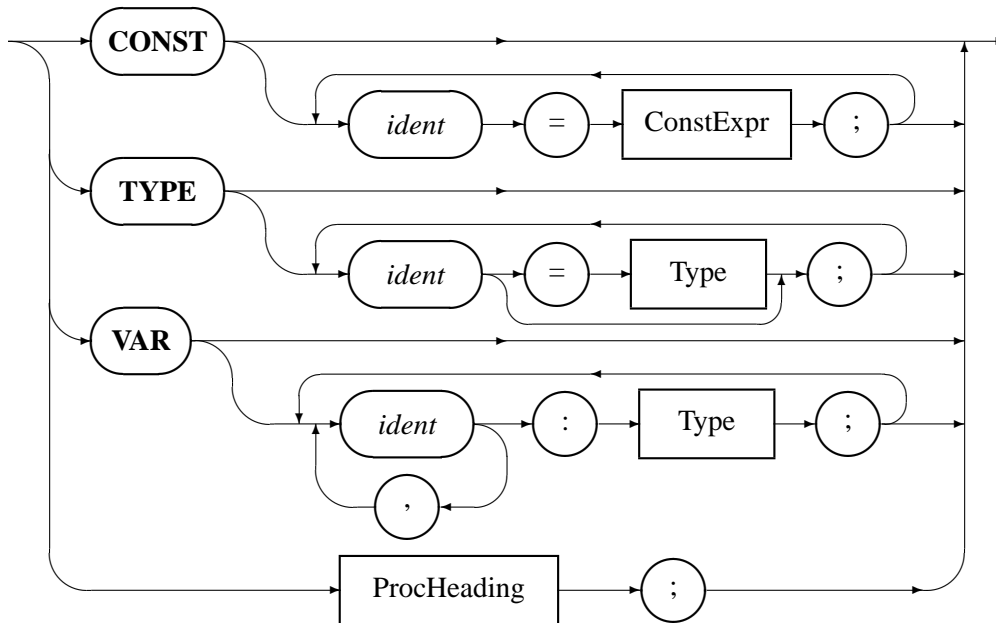 CONST
ident = ConstExpr ;
TYPE
ident = Type ;
VAR
ident : Type ;
,
ProcHeading ;